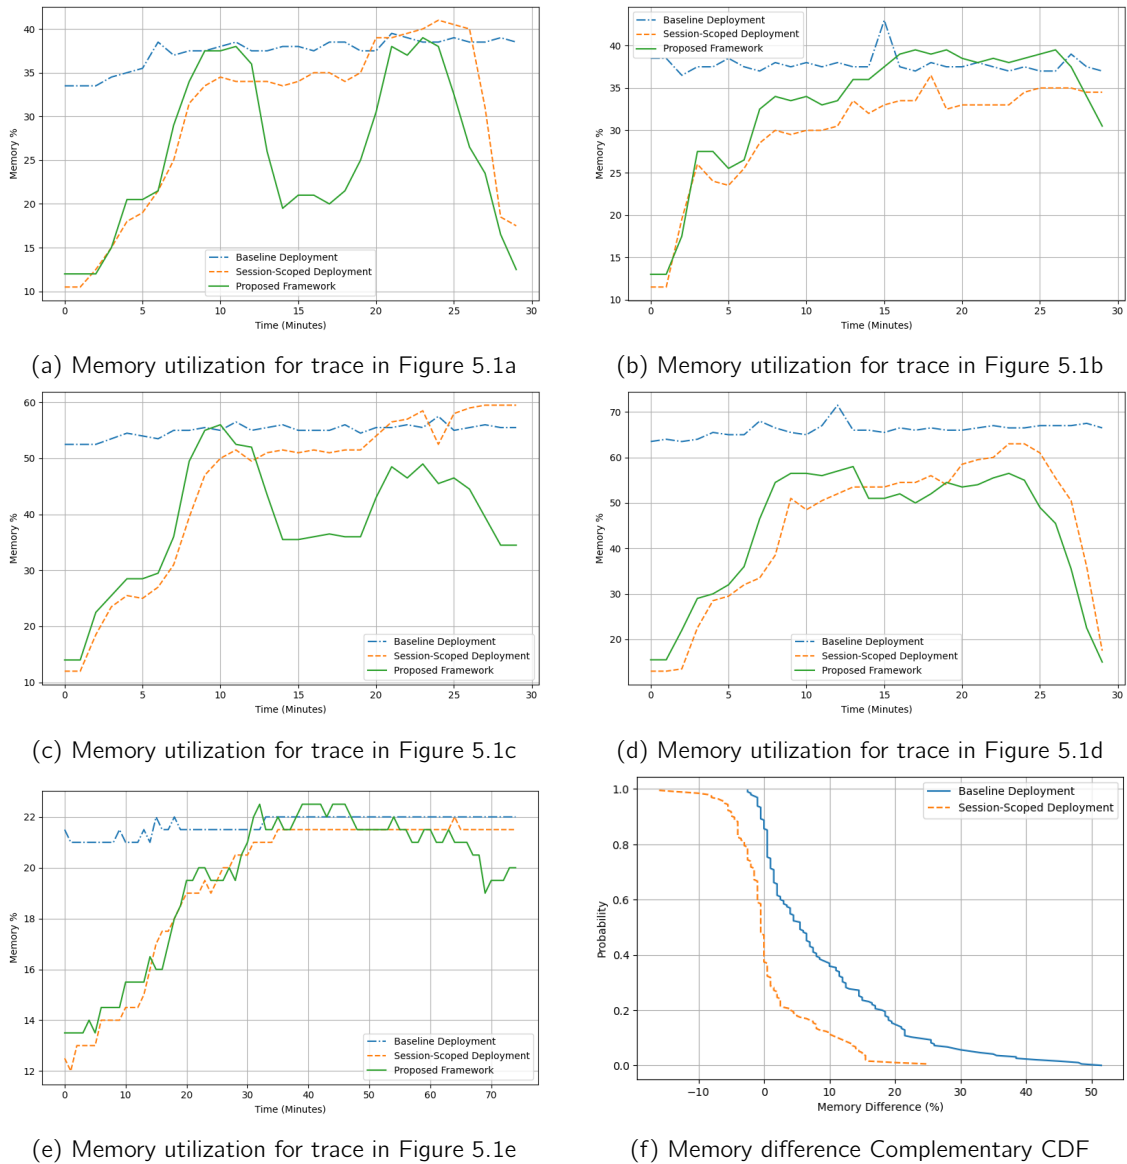 40
35
30
25
20
15
10
Memory %
Baseline Deployment
Session-Scoped Deployment
Proposed Framework
0 5 10 15 20 25 30
Time (Minutes)
(a) Memory utilization for trace in Figure 5.1a
Baseline Deployment
Session-Scoped Deployment
Proposed Framework
40
35
30
25
20
15
10
Memory %
0 5 10 15 20 25 30
Time (Minutes)
(b) Memory utilization for trace in Figure 5.1b
60
50
40
30
20
10
Memory %
Baseline Deployment
Session-Scoped Deployment
Proposed Framework
0 5 10 15 20 25 30
Time (Minutes)
(c) Memory utilization for trace in Figure 5.1c
70
60
50
40
30
20
Memory %
Baseline Deployment
Session-Scoped Deployment
Proposed Framework
0 5 10 15 20 25 30
Time (Minutes)
(d) Memory utilization for trace in Figure 5.1d
22
20
18
16
14
12
Memory %
Baseline Deployment
Session-Scoped Deployment
Proposed Framework
0 10 20 30 40 50 60 70
Time (Minutes)
(e) Memory utilization for trace in Figure 5.1e
Baseline Deployment
Session-Scoped Deployment
1.0
0.8
0.6
0.4
0.2
0.0
Probability
−10 0 10 20 30 40 50
Memory Difference (%)
(f) Memory difference Complementary CDF